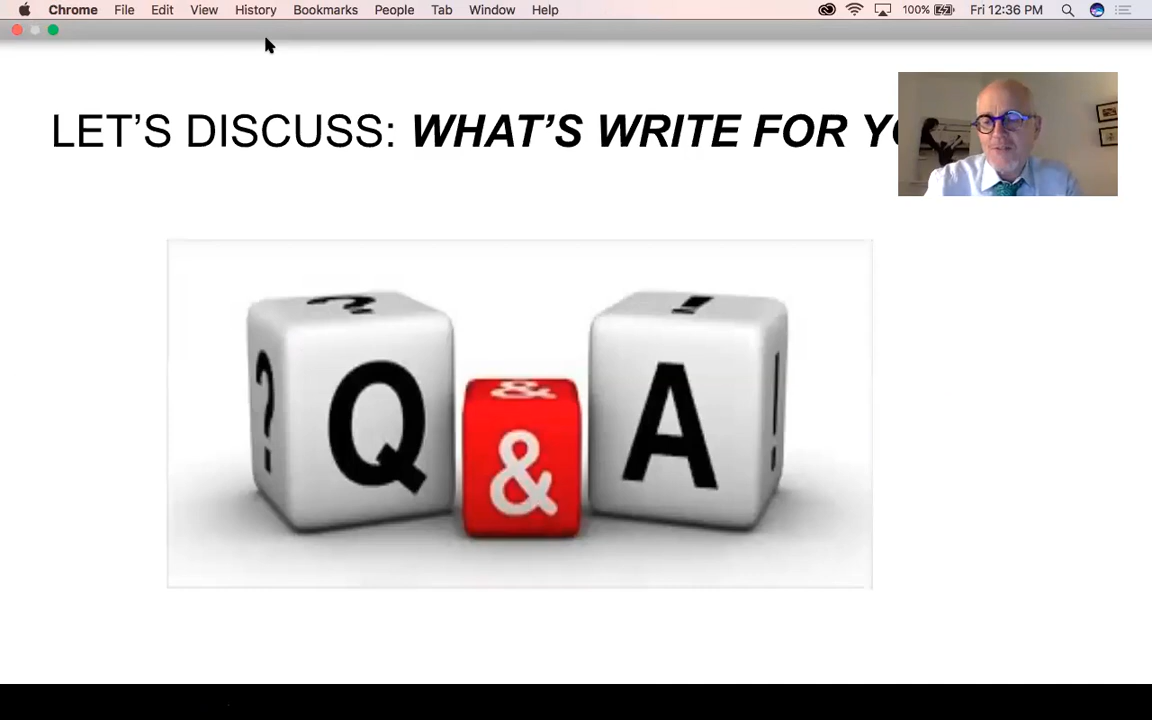 Chrome File Edit View History Bookmarks People Tab Window Help 100% Fri 12:36 PM
LET’S DISCUSS: WHAT’S WRITE FOR
? !
&
? Q & A !